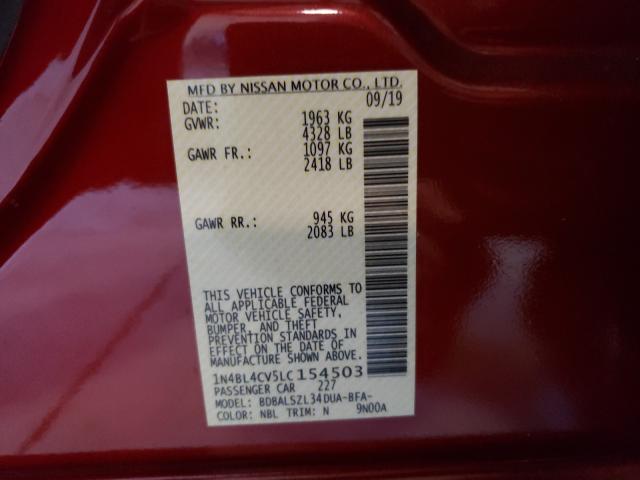 MFD BY NISSAN MOTOR CO., LTD.
DATE: 09/19
GVWR: 1963 KG
4328 LB
GAWR FR.: 1097 KG
2418 LB
GAWR RR.: 945 KG
2083 LB
THIS VEHICLE CONFORMS TO
ALL APPLICABLE FEDERAL
MOTOR VEHICLE SAFETY,
BUMPER, AND THEFT
PREVENTION STANDARDS IN
EFFECT ON THE DATE OF
MANUFACTURE SHOWN ABOVE.
1N4BL4CV5LC154503
PASSENGER CAR 227
MODEL: BDBALSZL34DUA-BFA-
COLOR: NBL TRIM: N 9N00A